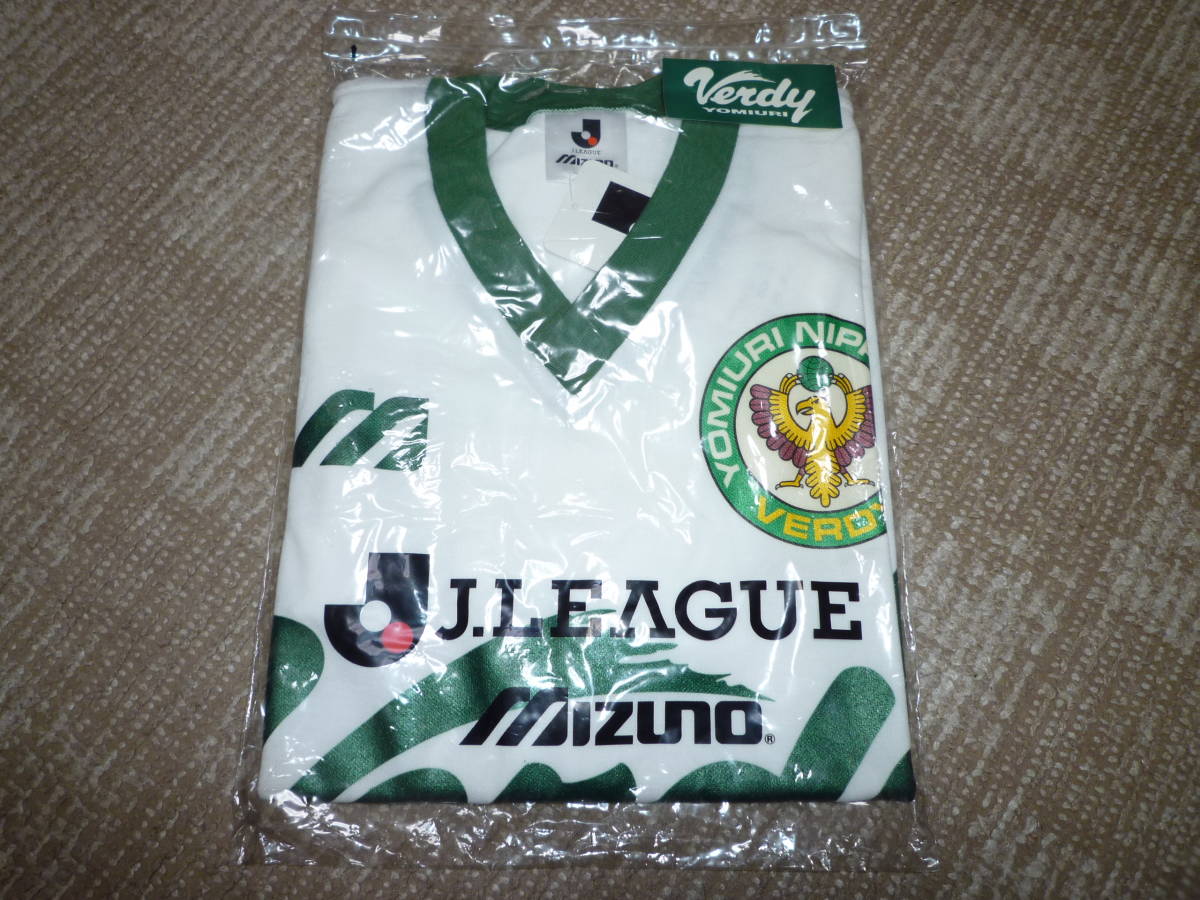 Verdy
YOMIURI
J.LEAGUE
Mizuno®
YOMIURI NIPP
VERDY
J.LEAGUE
Mizuno®